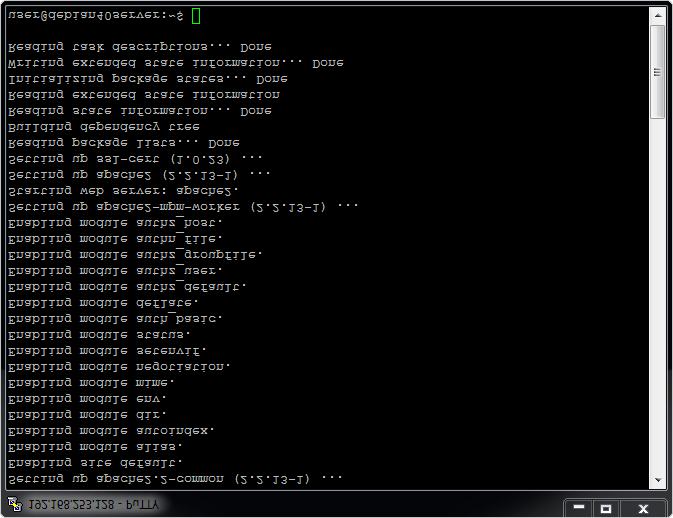 192.168.253.128 - PuTTY
Setting up apache2.2-common (2.2.13-1) ...
Enabling site default.
Enabling module alias.
Enabling module autoindex.
Enabling module dir.
Enabling module env.
Enabling module mime.
Enabling module negotiation.
Enabling module setenvif.
Enabling module status.
Enabling module auth_basic.
Enabling module deflate.
Enabling module authz_default.
Enabling module authz_user.
Enabling module authz_groupfile.
Enabling module authn_file.
Enabling module authz_host.
Setting up apache2-mpm-worker (2.2.13-1) ...
Starting web server: apache2.
Setting up apache2 (2.2.13-1) ...
Setting up ssl-cert (1.0.23) ...
Reading package lists... Done
Building dependency tree
Reading state information... Done
Reading extended state information
Initializing package states... Done
Writing extended state information... Done
Reading task descriptions... Done
user@debian40server:~$